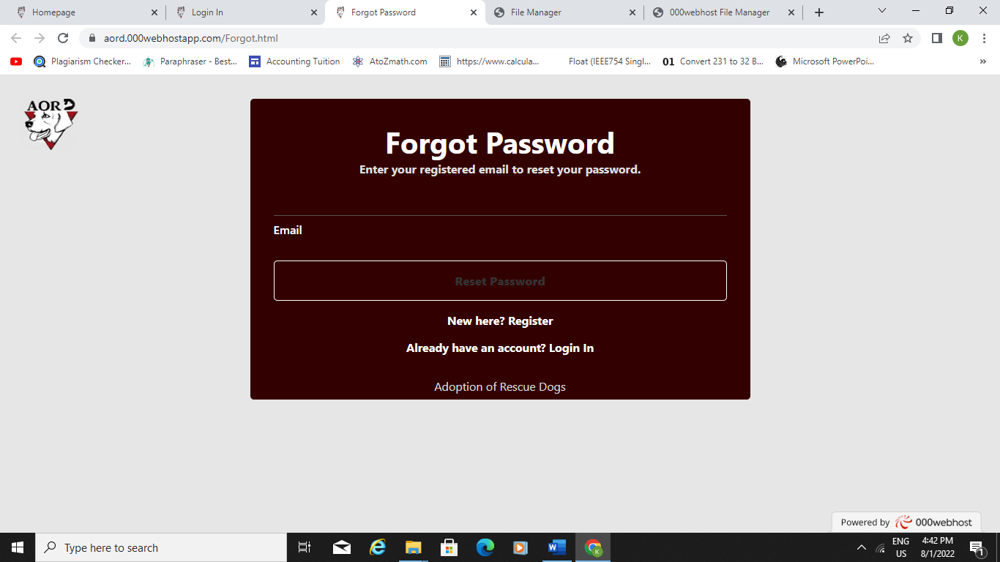 Homepage
Login In
Forgot Password
File Manager
000webhost File Manager
aord.000webhostapp.com/Forgot.html
K
Plagiarism Checker...
Paraphraser - Best...
Accounting Tuition
AtoZmath.com
https://www.calcula...
Float (IEEE754 Singl...
01 Convert 231 to 32 B...
Microsoft PowerPoi...
»
AORD
Forgot Password
Enter your registered email to reset your password.
Email
Reset Password
New here? Register
Already have an account? Login In
Adoption of Rescue Dogs
Powered by 000webhost
Type here to search
W
K
ENG
US
4:42 PM
8/1/2022
1